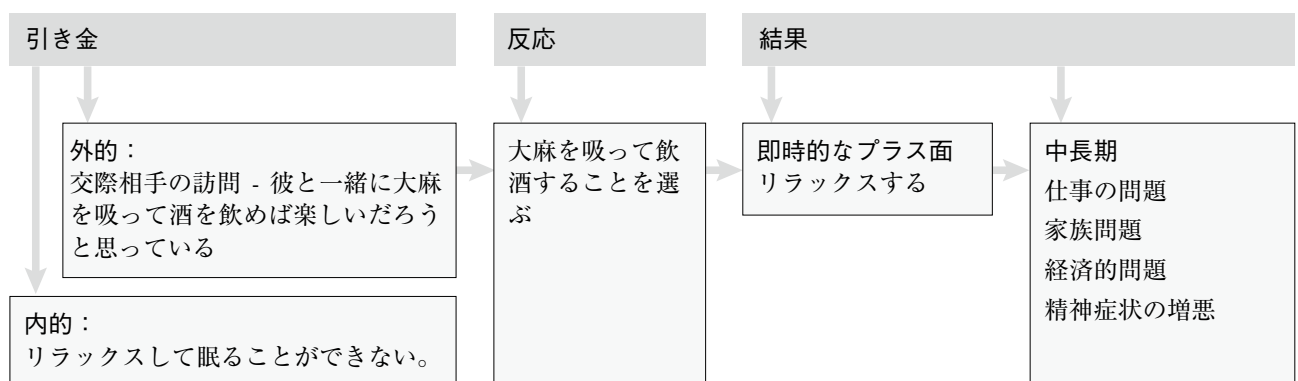 引き金
反応
結果
外的：
交際相手の訪問 - 彼と一緒に大麻
を吸って酒を飲めば楽しいだろう
と思っている
内的：
リラックスして眠ることができない。
大麻を吸って飲
酒することを選
ぶ
即時的なプラス面
リラックスする
中長期
仕事の問題
家族問題
経済的問題
精神症状の増悪